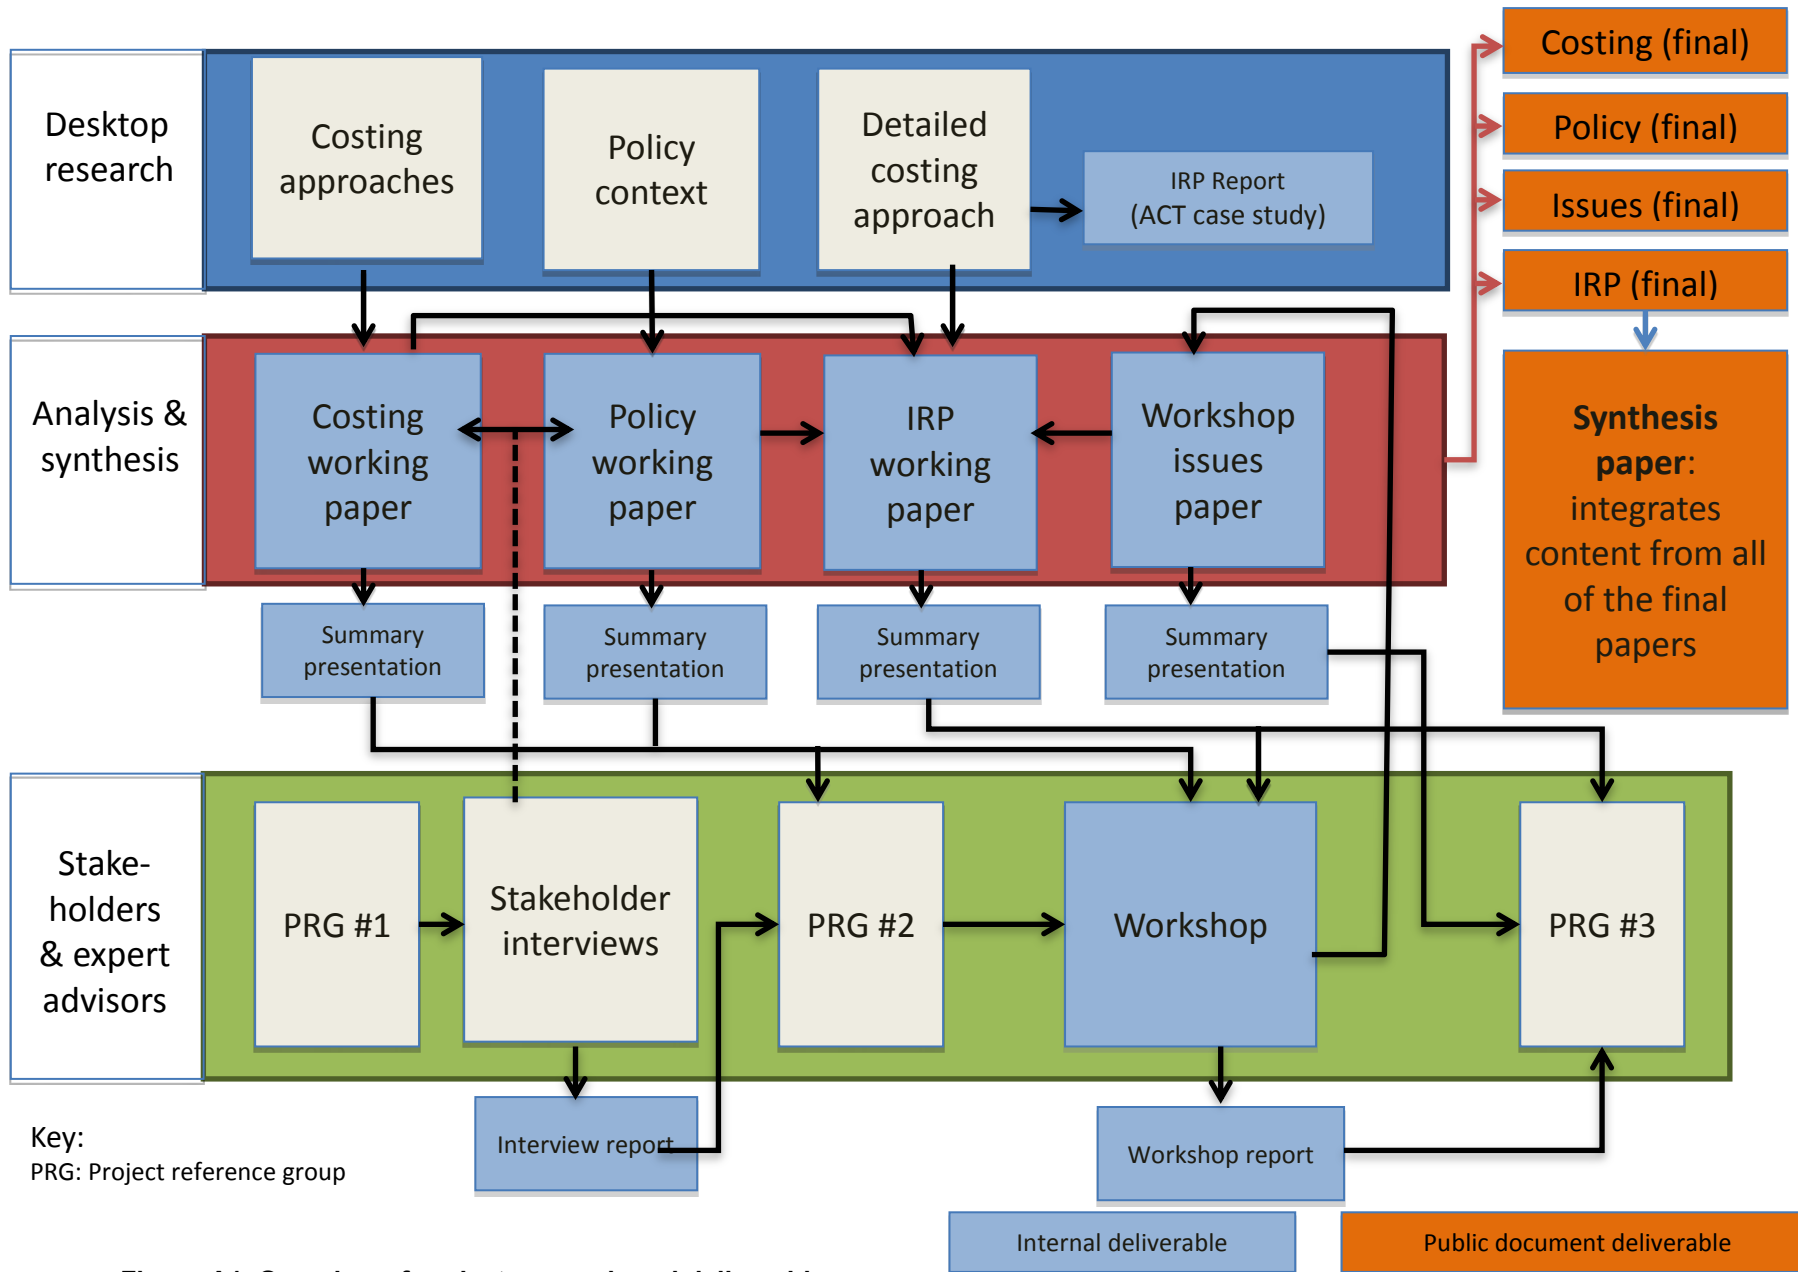 Desktop
research
Costing
approaches
Policy
context
Detailed
costing
approach
IRP Report
(ACT case study)
Costing (final)
Policy (final)
Issues (final)
IRP (final)
Analysis &
synthesis
Costing
working
paper
Policy
working
paper
IRP
working
paper
Workshop
issues
paper
Synthesis
paper:
integrates
content from all
of the final
papers
Summary
presentation
Summary
presentation
Summary
presentation
Summary
presentation
Stake-
holders
& expert
advisors
PRG #1
Stakeholder
interviews
PRG #2
Workshop
PRG #3
Interview report
Workshop report
Key:
PRG: Project reference group
Internal deliverable
Public document deliverable